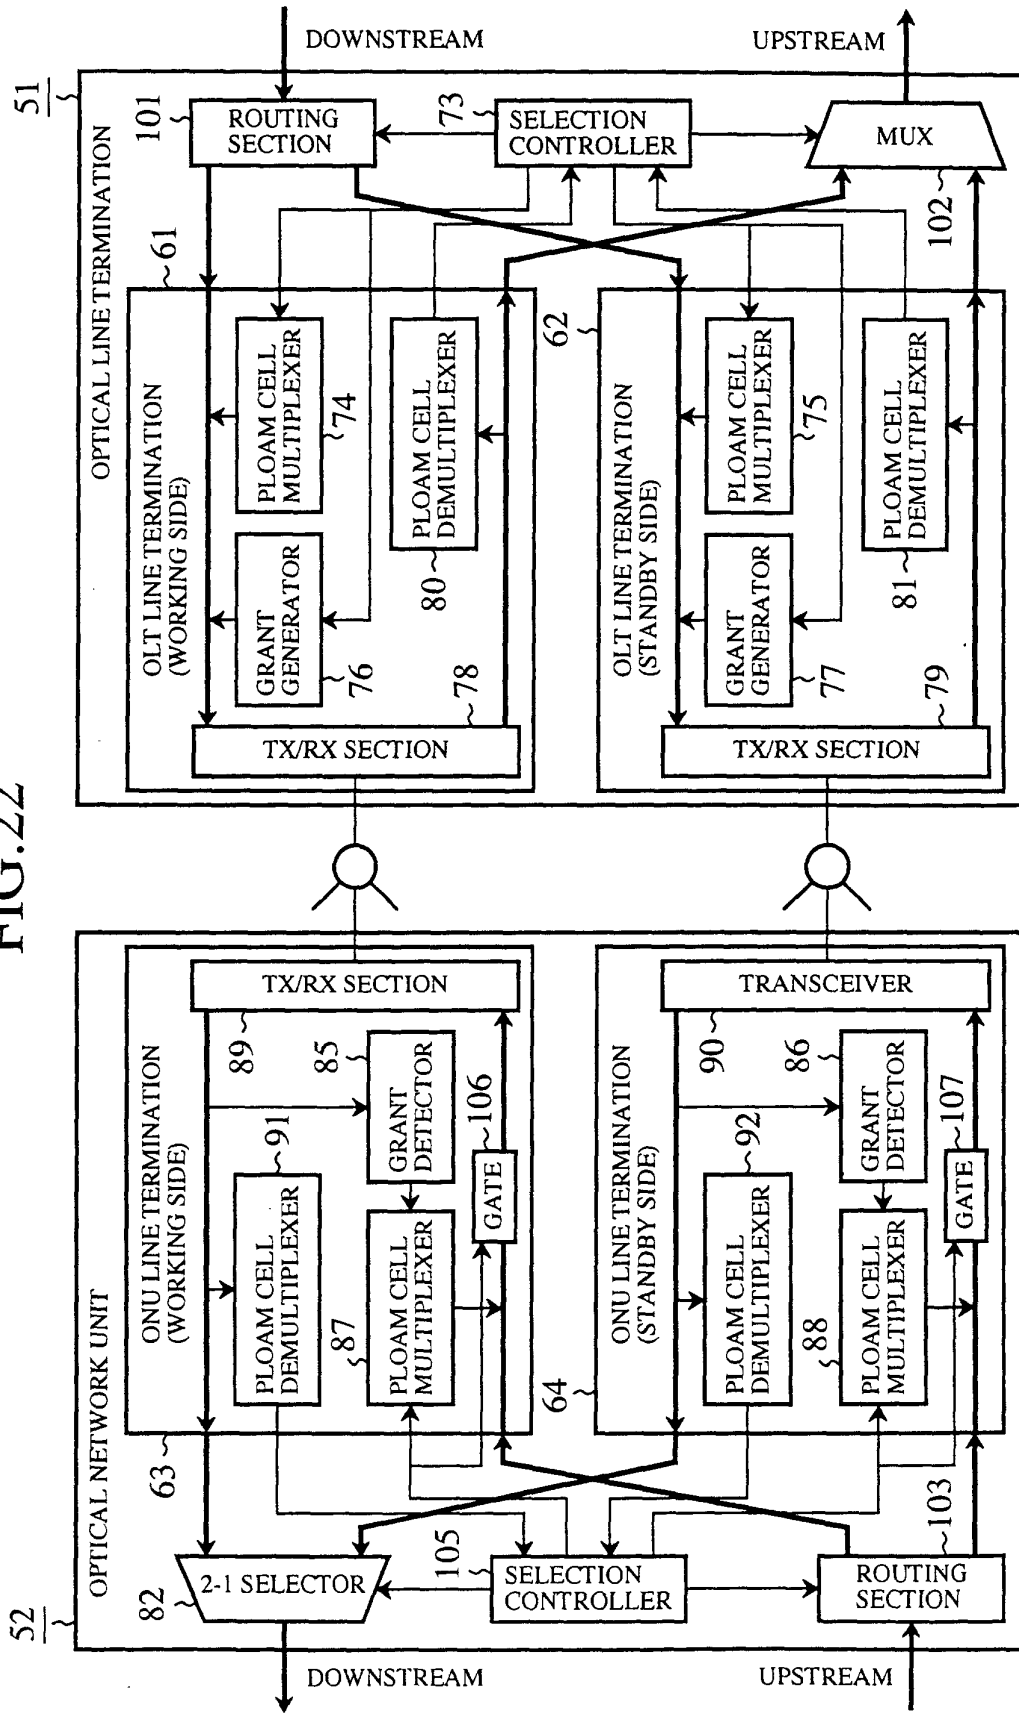 FIG.22
52
OPTICAL NETWORK UNIT
82
2-1 SELECTOR
DOWNSTREAM
105
SELECTION
CONTROLLER
103
ROUTING
SECTION
UPSTREAM
63
ONU LINE TERMINATION
(WORKING SIDE)
PLOAM CELL
DEMULTIPLEXER
91
87
PLOAM CELL
MULTIPLEXER
GRANT
DETECTOR
85
GATE
106
89
TX/RX SECTION
64
ONU LINE TERMINATION
(STANDBY SIDE)
PLOAM CELL
DEMULTIPLEXER
92
88
PLOAM CELL
MULTIPLEXER
GRANT
DETECTOR
86
GATE
107
90
TRANSCEIVER
51
OPTICAL LINE TERMINATION
61
OLT LINE TERMINATION
(WORKING SIDE)
TX/RX SECTION
78
GRANT
GENERATOR
76
PLOAM CELL
MULTIPLEXER
74
PLOAM CELL
DEMULTIPLEXER
80
62
OLT LINE TERMINATION
(STANDBY SIDE)
TX/RX SECTION
79
GRANT
GENERATOR
77
PLOAM CELL
MULTIPLEXER
75
PLOAM CELL
DEMULTIPLEXER
81
101
ROUTING
SECTION
DOWNSTREAM
73
SELECTION
CONTROLLER
MUX
102
UPSTREAM